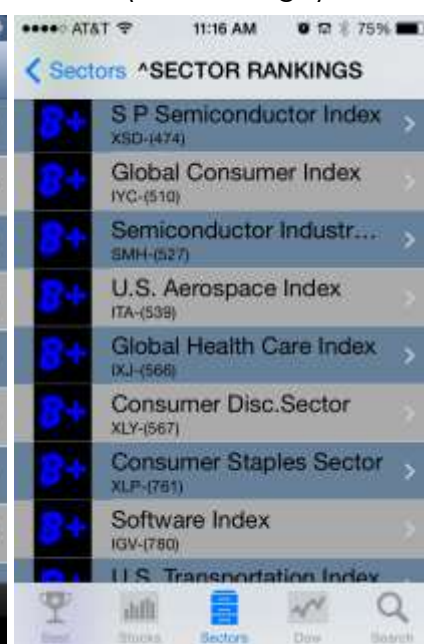 AT&T 11:16 AM 75%
Sectors ^SECTOR RANKINGS
8+ S P Semiconductor Index
XSD-(474)
8+ Global Consumer Index
IYC-(510)
8+ Semiconductor Industr...
SMH-(527)
8+ U.S. Aerospace Index
ITA-(539)
8+ Global Health Care Index
IXJ-(566)
8+ Consumer Disc.Sector
XLY-(567)
8+ Consumer Staples Sector
XLP-(761)
8+ Software Index
IGV-(780)
U.S. Transportation Index
Best Stocks Sectors Dow Search